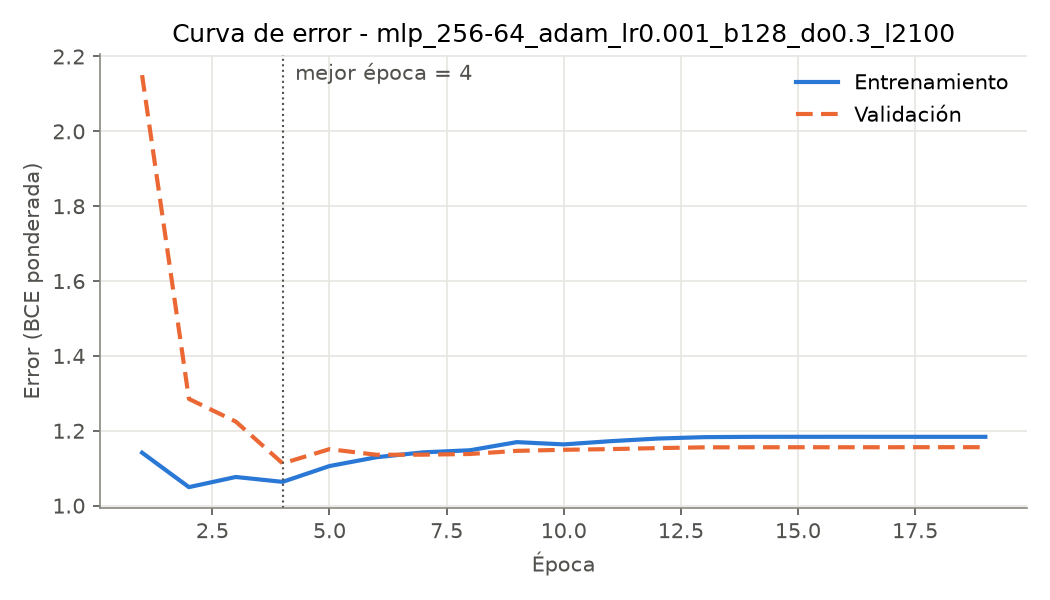 Curva de error - mlp_256-64_adam_lr0.001_b128_do0.3_l2100
mejor época = 4
Entrenamiento
Validación
Error (BCE ponderada)
2.2
2.0
1.8
1.6
1.4
1.2
1.0
2.5
5.0
7.5
10.0
12.5
15.0
17.5
Época